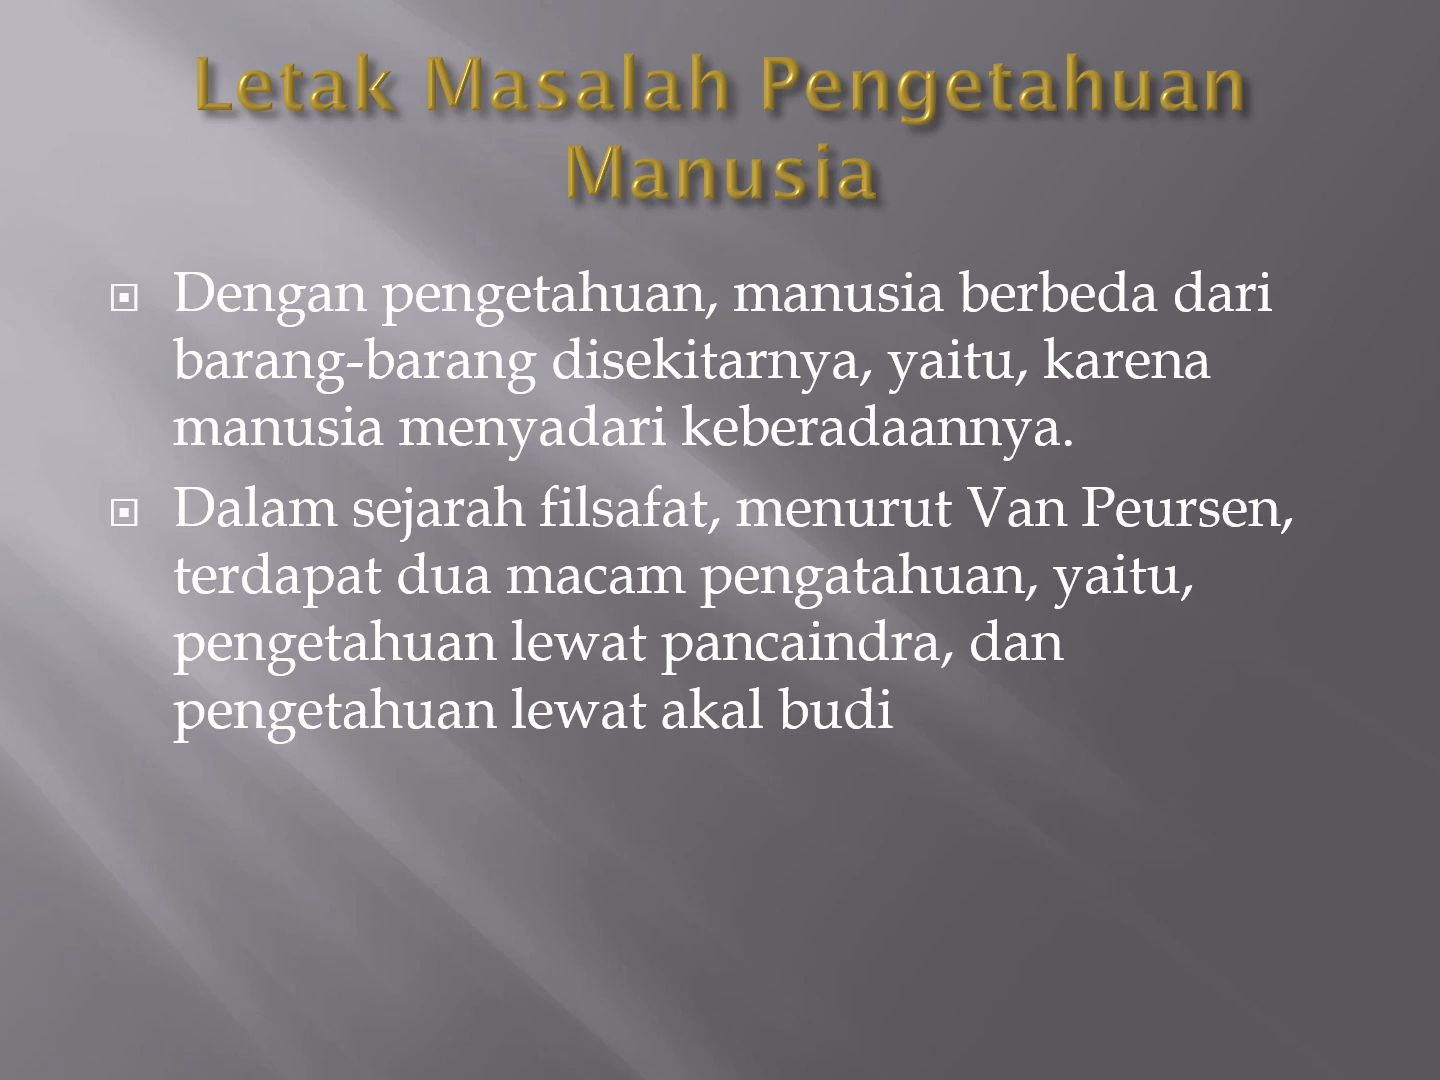 Letak Masalah Pengetahuan
Manusia
Dengan pengetahuan, manusia berbeda dari
barang-barang disekitarnya, yaitu, karena
manusia menyadari keberadaannya.
Dalam sejarah filsafat, menurut Van Peursen,
terdapat dua macam pengatahuan, yaitu,
pengetahuan lewat pancaindra, dan
pengetahuan lewat akal budi